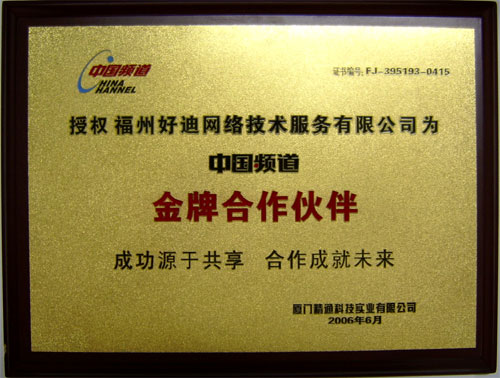 中国频道
CHINA
CHANNEL
证书编号: FJ-395193-0415
授权 福州好迪网络技术服务有限公司为
中国频道
金牌合作伙伴
成功源于共享 合作成就未来
厦门精通科技实业有限公司
2006年6月